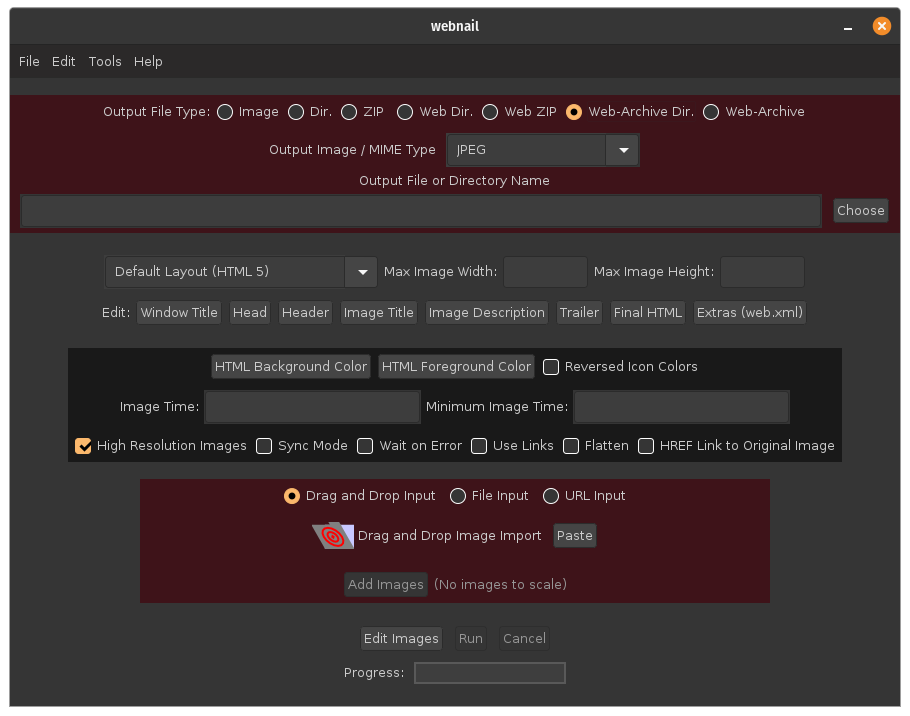 webnail
File Edit Tools Help
Output File Type: Image Dir. ZIP Web Dir. Web ZIP Web-Archive Dir. Web-Archive
Output Image / MIME Type JPEG
Output File or Directory Name
Choose
Default Layout (HTML 5) Max Image Width: Max Image Height:
Edit: Window Title Head Header Image Title Image Description Trailer Final HTML Extras (web.xml)
HTML Background Color HTML Foreground Color Reversed Icon Colors
Image Time: Minimum Image Time:
High Resolution Images Sync Mode Wait on Error Use Links Flatten HREF Link to Original Image
Drag and Drop Input File Input URL Input
Drag and Drop Image Import Paste
Add Images (No images to scale)
Edit Images Run Cancel
Progress: